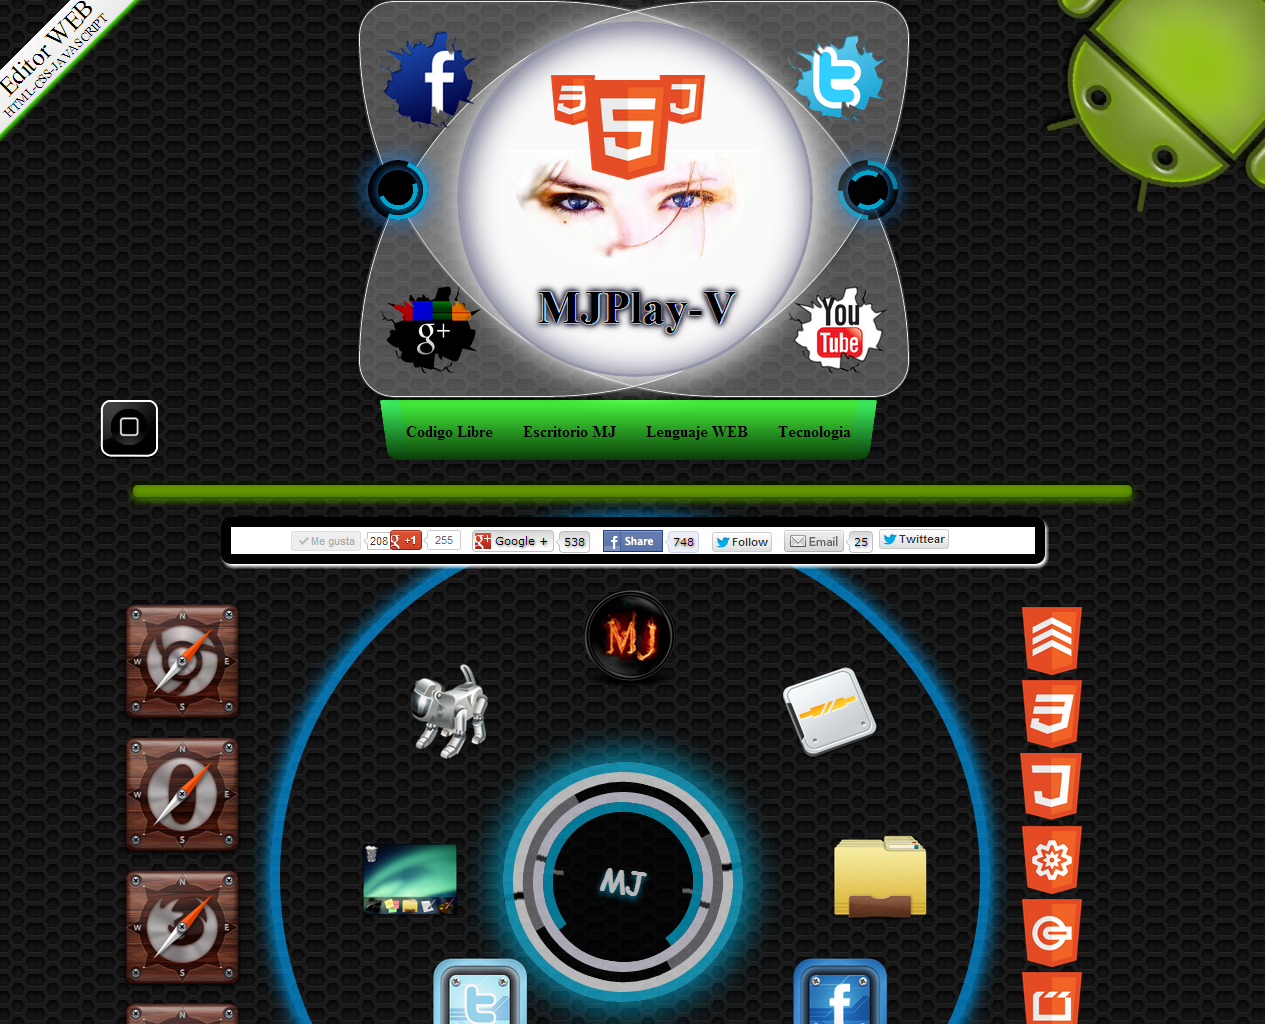 Editor WEB
HTML-CSS-JAVASCRIPT
MJPlay-V
g+
You
Tube
Codigo Libre Escritorio MJ Lenguaje WEB Tecnologia
Me gusta 208 +1 255 Google + 538 Share 748 Follow Email 25 Twittear
MJ
N
W E
S
N
W E
S
MJ
N
W E
S